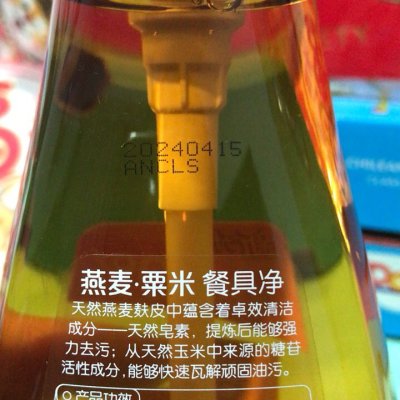 20240415
ANCLS
燕麦·粟米 餐具净
天然燕麦麸皮中蕴含着卓效清洁
成分——天然皂素，提炼后能够强
力去污；从天然玉米中来源的糖苷
活性成分，能够快速瓦解顽固油污。
产品功效